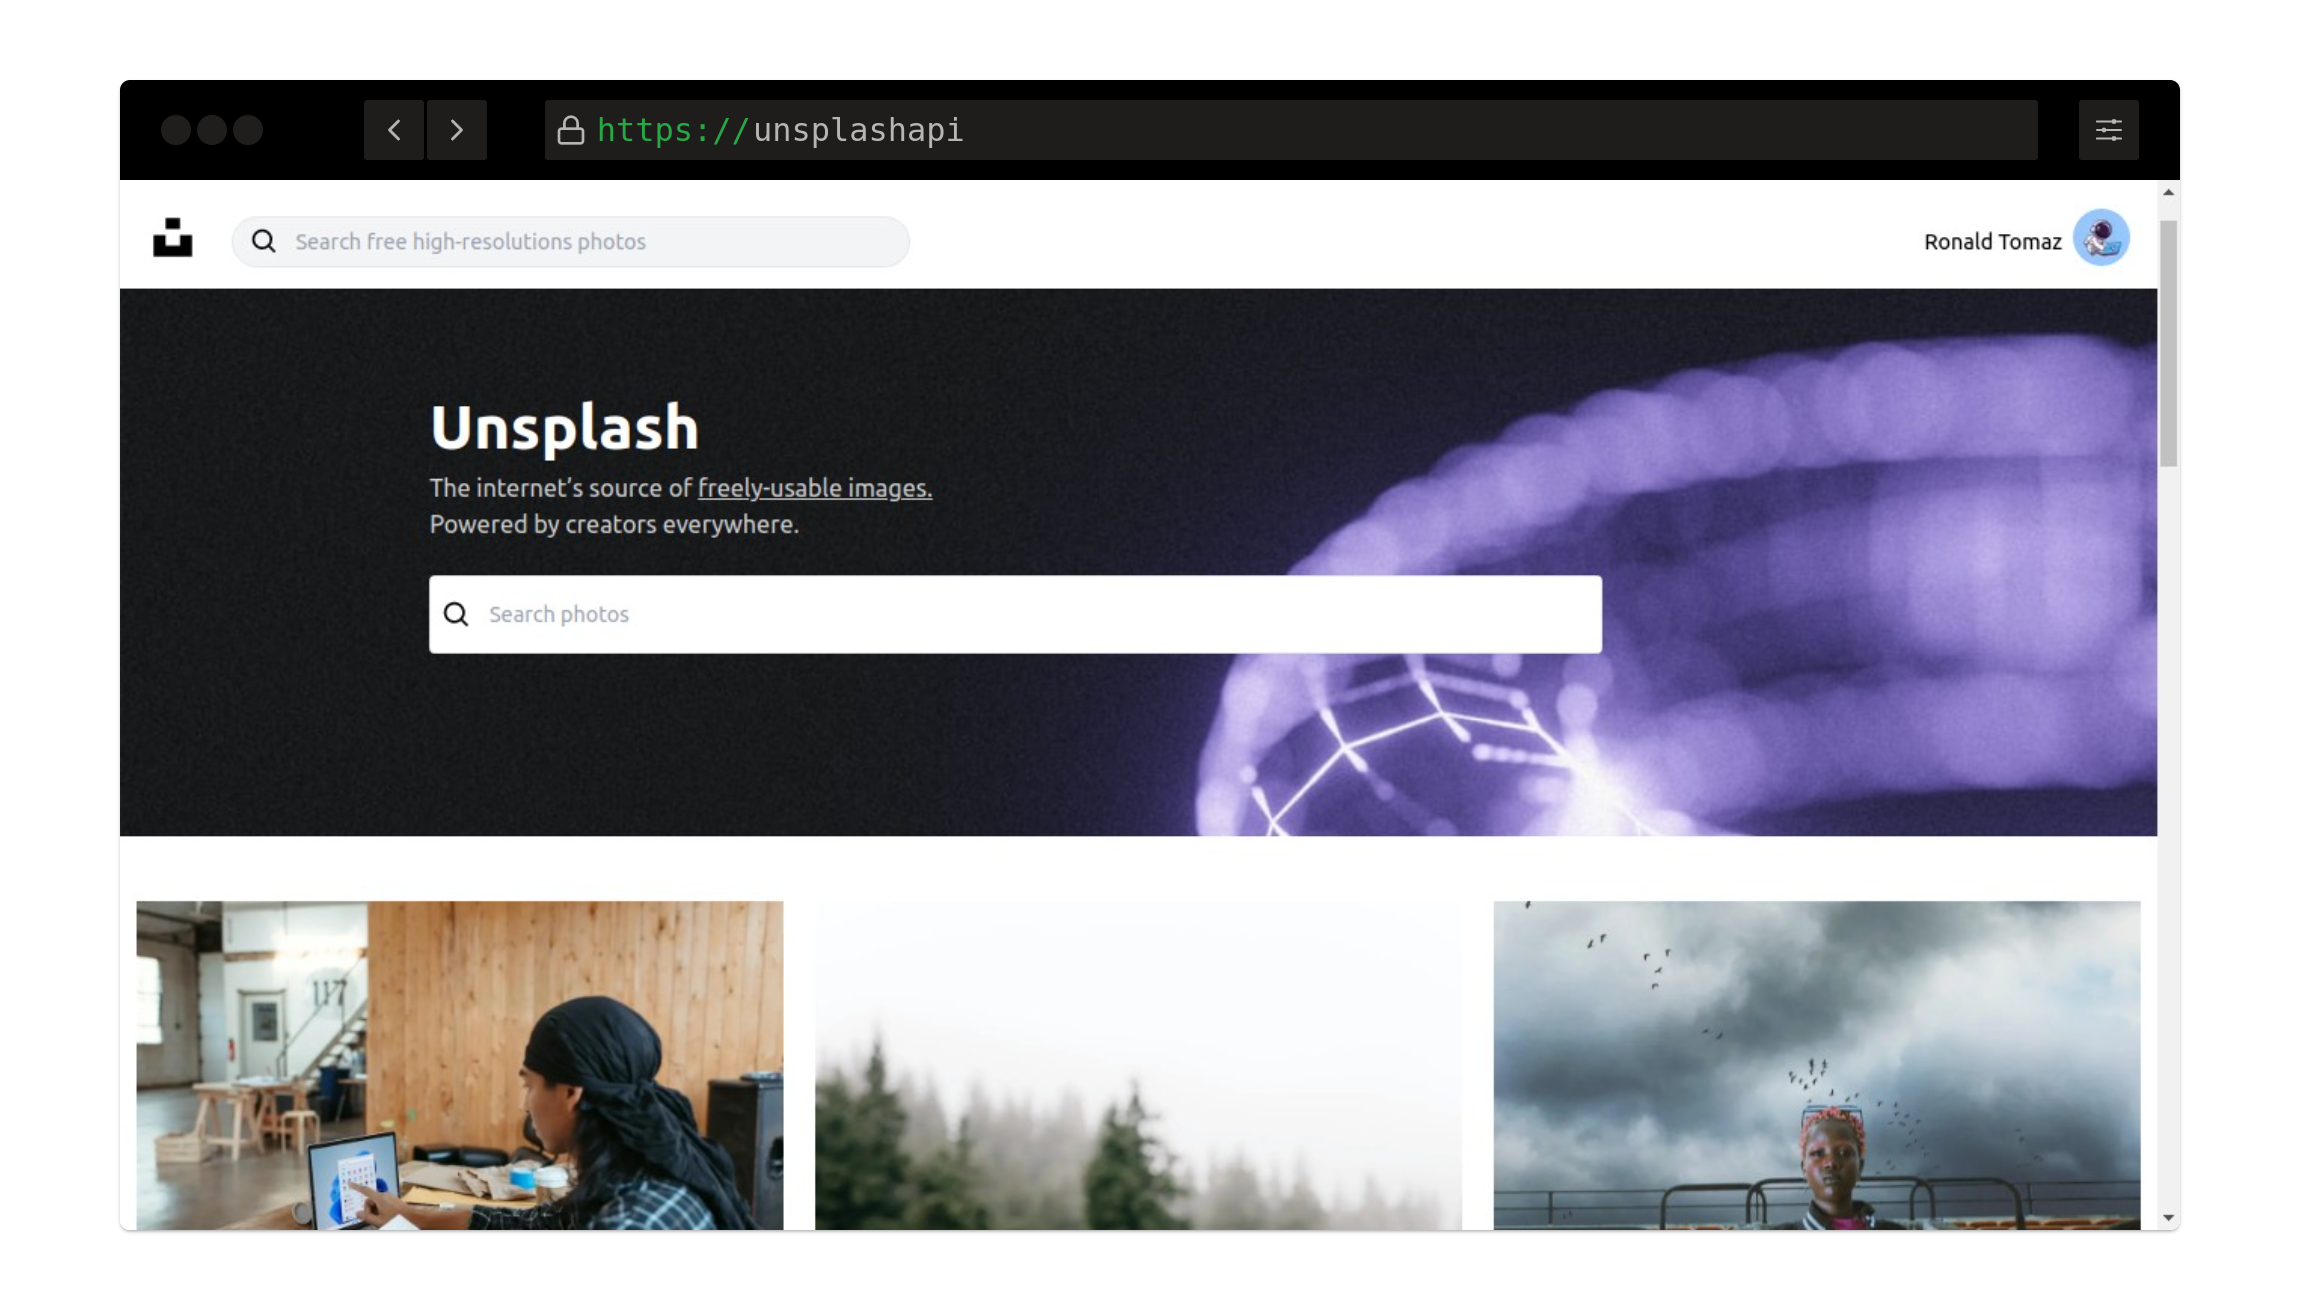 https://unsplashapi
Search free high-resolutions photos
Ronald Tomaz
Unsplash
The internet’s source of freely-usable images.
Powered by creators everywhere.
Search photos
117